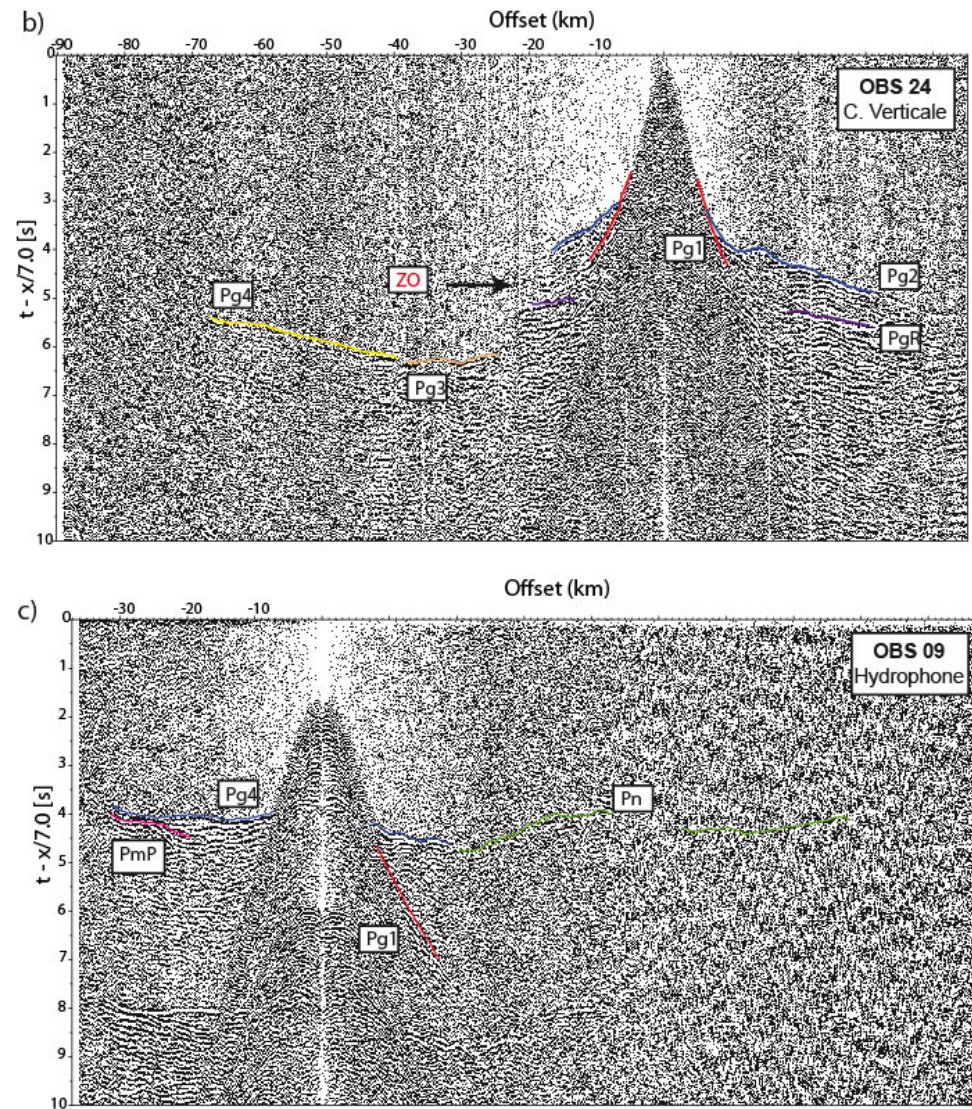 b)
Offset (km)
-90 -80 -70 -60 -50 -40 -30 -20 -10
0
1
2
3
4
5
6
7
8
9
10
t - x/7.0 [s]
OBS 24
C. Verticale
Pg1
ZO
Pg2
Pg4
PgR
Pg3
c)
Offset (km)
-30 -20 -10
0
1
2
3
4
5
6
7
8
9
10
t - x/7.0 [s]
OBS 09
Hydrophone
Pg4
Pn
PmP
Pg1